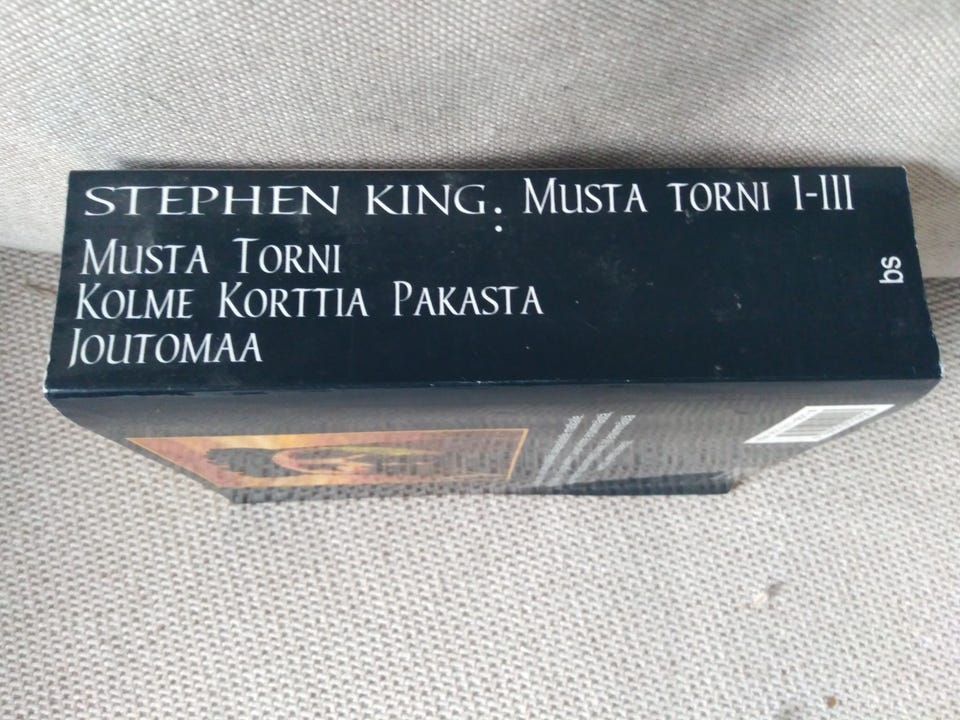 STEPHEN KING. MUSTA TORNI I-III
MUSTA TORNI
KOLME KORTTIA PAKASTA
JOUTOMAA
bs